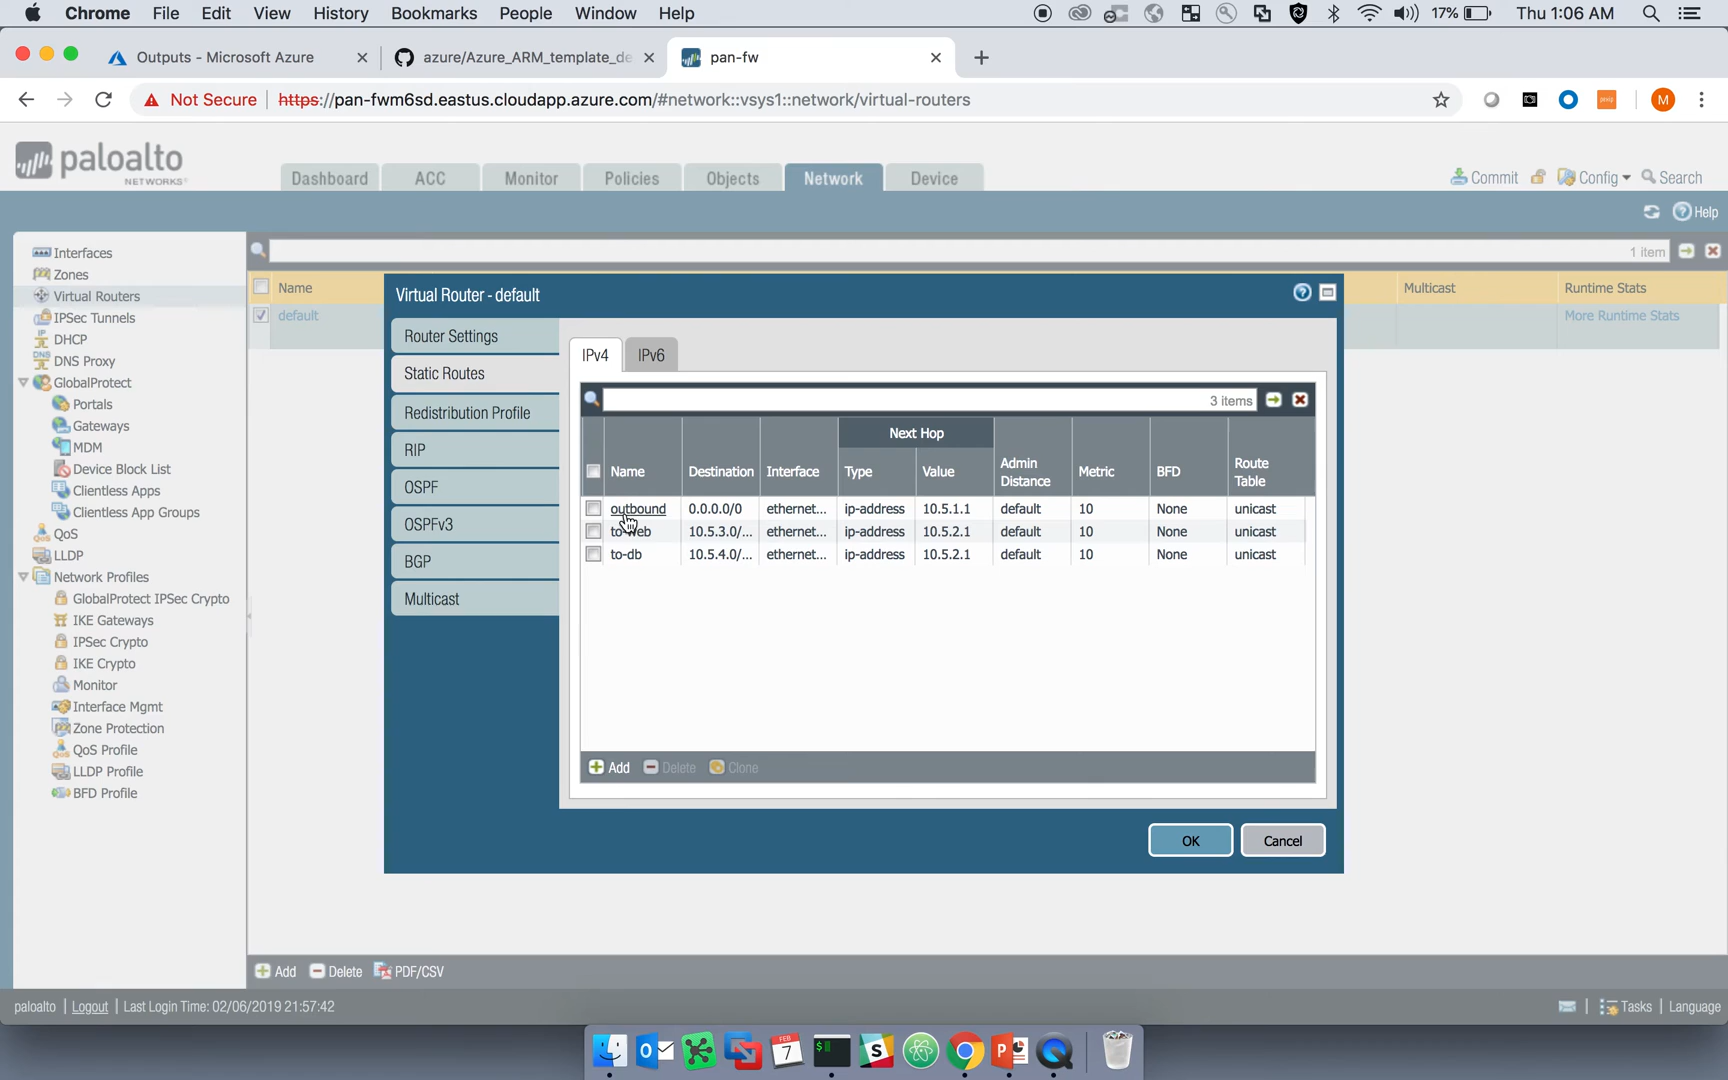 Chrome File Edit View History Bookmarks People Window Help 17% Thu 1:06 AM
Outputs - Microsoft Azure azure/Azure_ARM_template_de pan-fw
Not Secure https://pan-fwm6sd.eastus.cloudapp.azure.com/#network::vsys1::network/virtual-routers M
paloalto
NETWORKS
Dashboard ACC Monitor Policies Objects Network Device
Commit Config Search
Help
Interfaces
Zones
Virtual Routers
IPSec Tunnels
DHCP
DNS Proxy
GlobalProtect
Portals
Gateways
MDM
Device Block List
Clientless Apps
Clientless App Groups
QoS
LLDP
Network Profiles
GlobalProtect IPSec Crypto
IKE Gateways
IPSec Crypto
IKE Crypto
Monitor
Interface Mgmt
Zone Protection
QoS Profile
LLDP Profile
BFD Profile
1 item
Name Multicast Runtime Stats
default More Runtime Stats
Virtual Router - default
Router Settings
Static Routes
Redistribution Profile
RIP
OSPF
OSPFv3
BGP
Multicast
IPv4 IPv6
3 items
Next Hop
Name Destination Interface Type Value Admin Distance Metric BFD Route Table
outbound 0.0.0.0/0 ethernet... ip-address 10.5.1.1 default 10 None unicast
to-web 10.5.3.0/... ethernet... ip-address 10.5.2.1 default 10 None unicast
to-db 10.5.4.0/... ethernet... ip-address 10.5.2.1 default 10 None unicast
Add Delete Clone
OK Cancel
Add Delete PDF/CSV
paloalto | Logout | Last Login Time: 02/06/2019 21:57:42
Tasks | Language
FEB
7